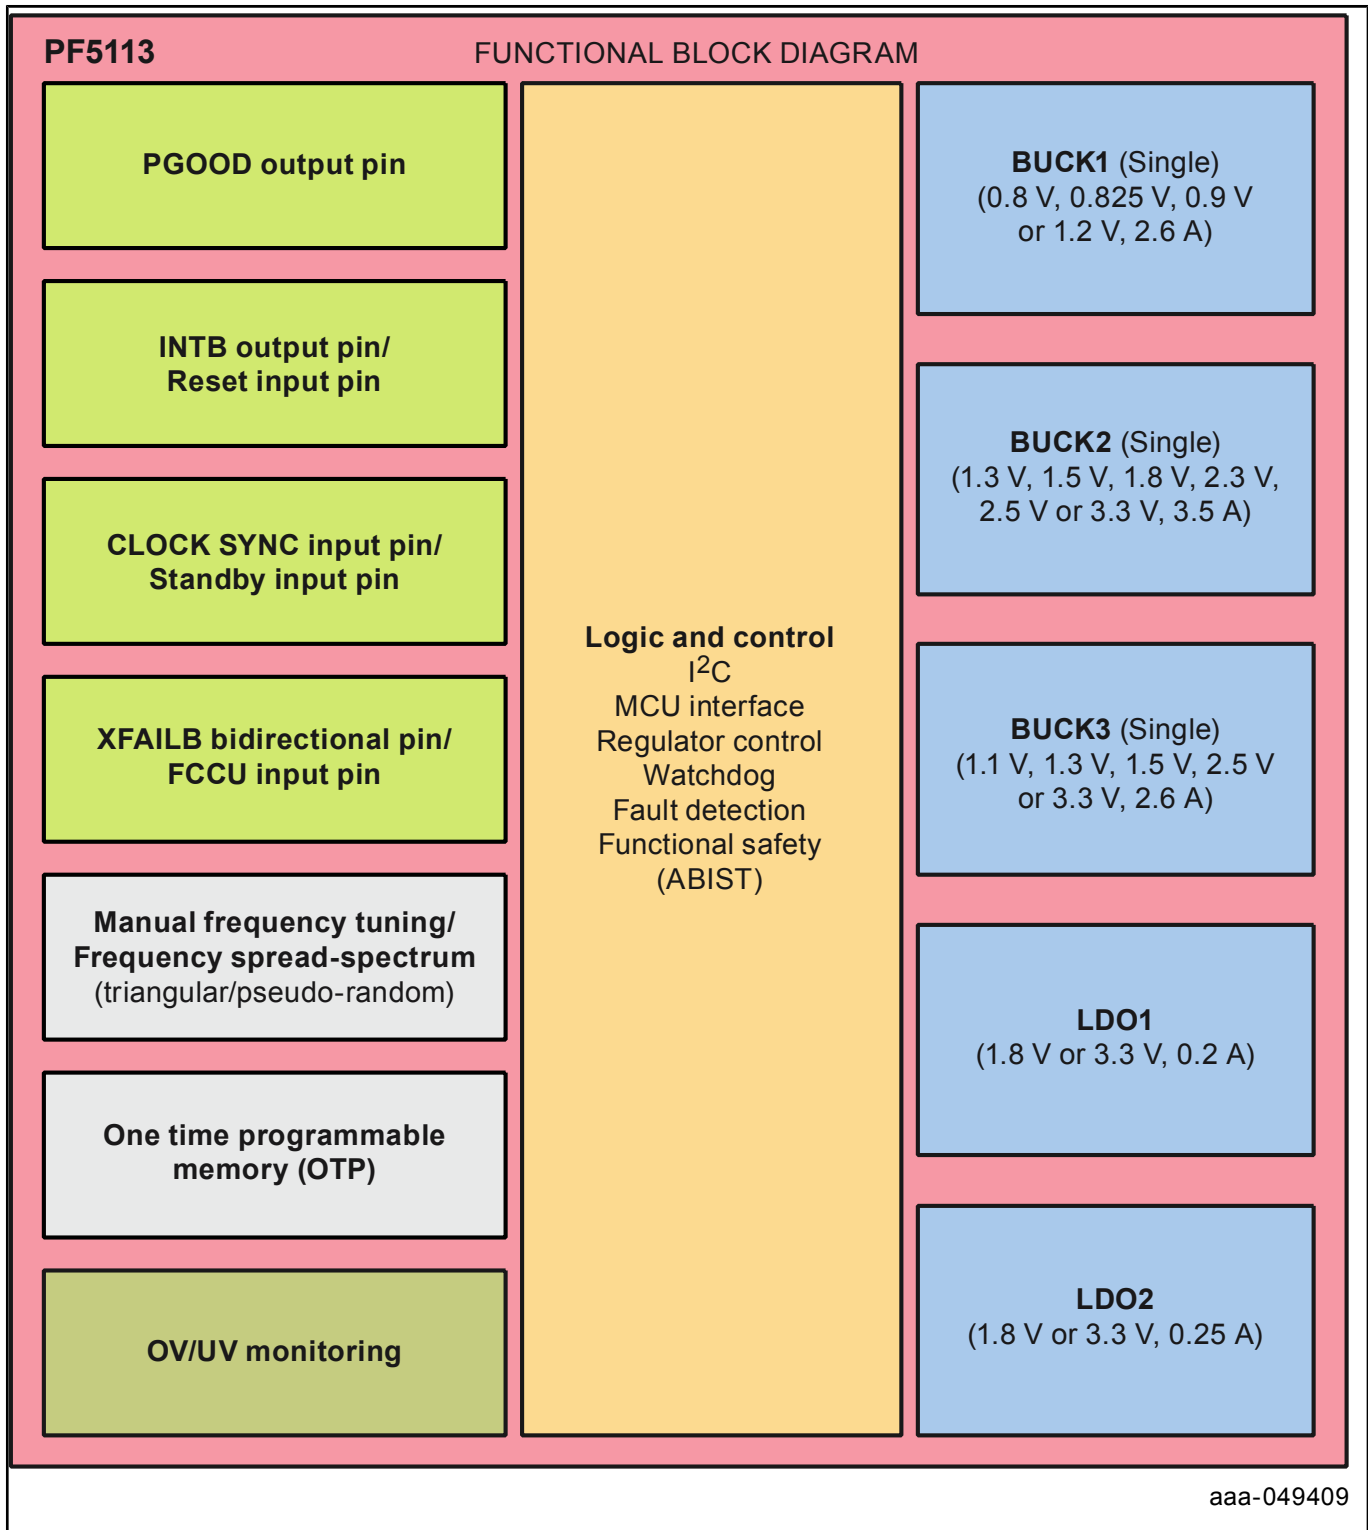 PF5113
FUNCTIONAL BLOCK DIAGRAM
PGOOD output pin
INTB output pin/
Reset input pin
CLOCK SYNC input pin/
Standby input pin
XFAILB bidirectional pin/
FCCU input pin
Manual frequency tuning/
Frequency spread-spectrum
(triangular/pseudo-random)
One time programmable
memory (OTP)
OV/UV monitoring
Logic and control
I²C
MCU interface
Regulator control
Watchdog
Fault detection
Functional safety
(ABIST)
BUCK1 (Single)
(0.8 V, 0.825 V, 0.9 V
or 1.2 V, 2.6 A)
BUCK2 (Single)
(1.3 V, 1.5 V, 1.8 V, 2.3 V,
2.5 V or 3.3 V, 3.5 A)
BUCK3 (Single)
(1.1 V, 1.3 V, 1.5 V, 2.5 V
or 3.3 V, 2.6 A)
LDO1
(1.8 V or 3.3 V, 0.2 A)
LDO2
(1.8 V or 3.3 V, 0.25 A)
aaa-049409